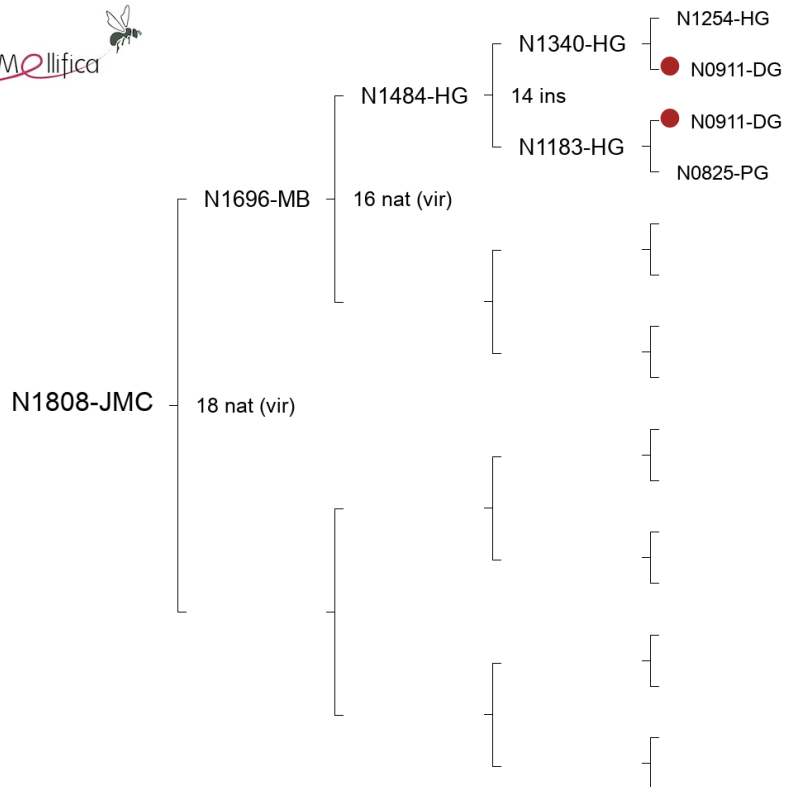 Mellifica
N1254-HG
N1340-HG
N0911-DG
N1484-HG
14 ins
N0911-DG
N1183-HG
N0825-PG
N1696-MB
16 nat (vir)
N1808-JMC
18 nat (vir)